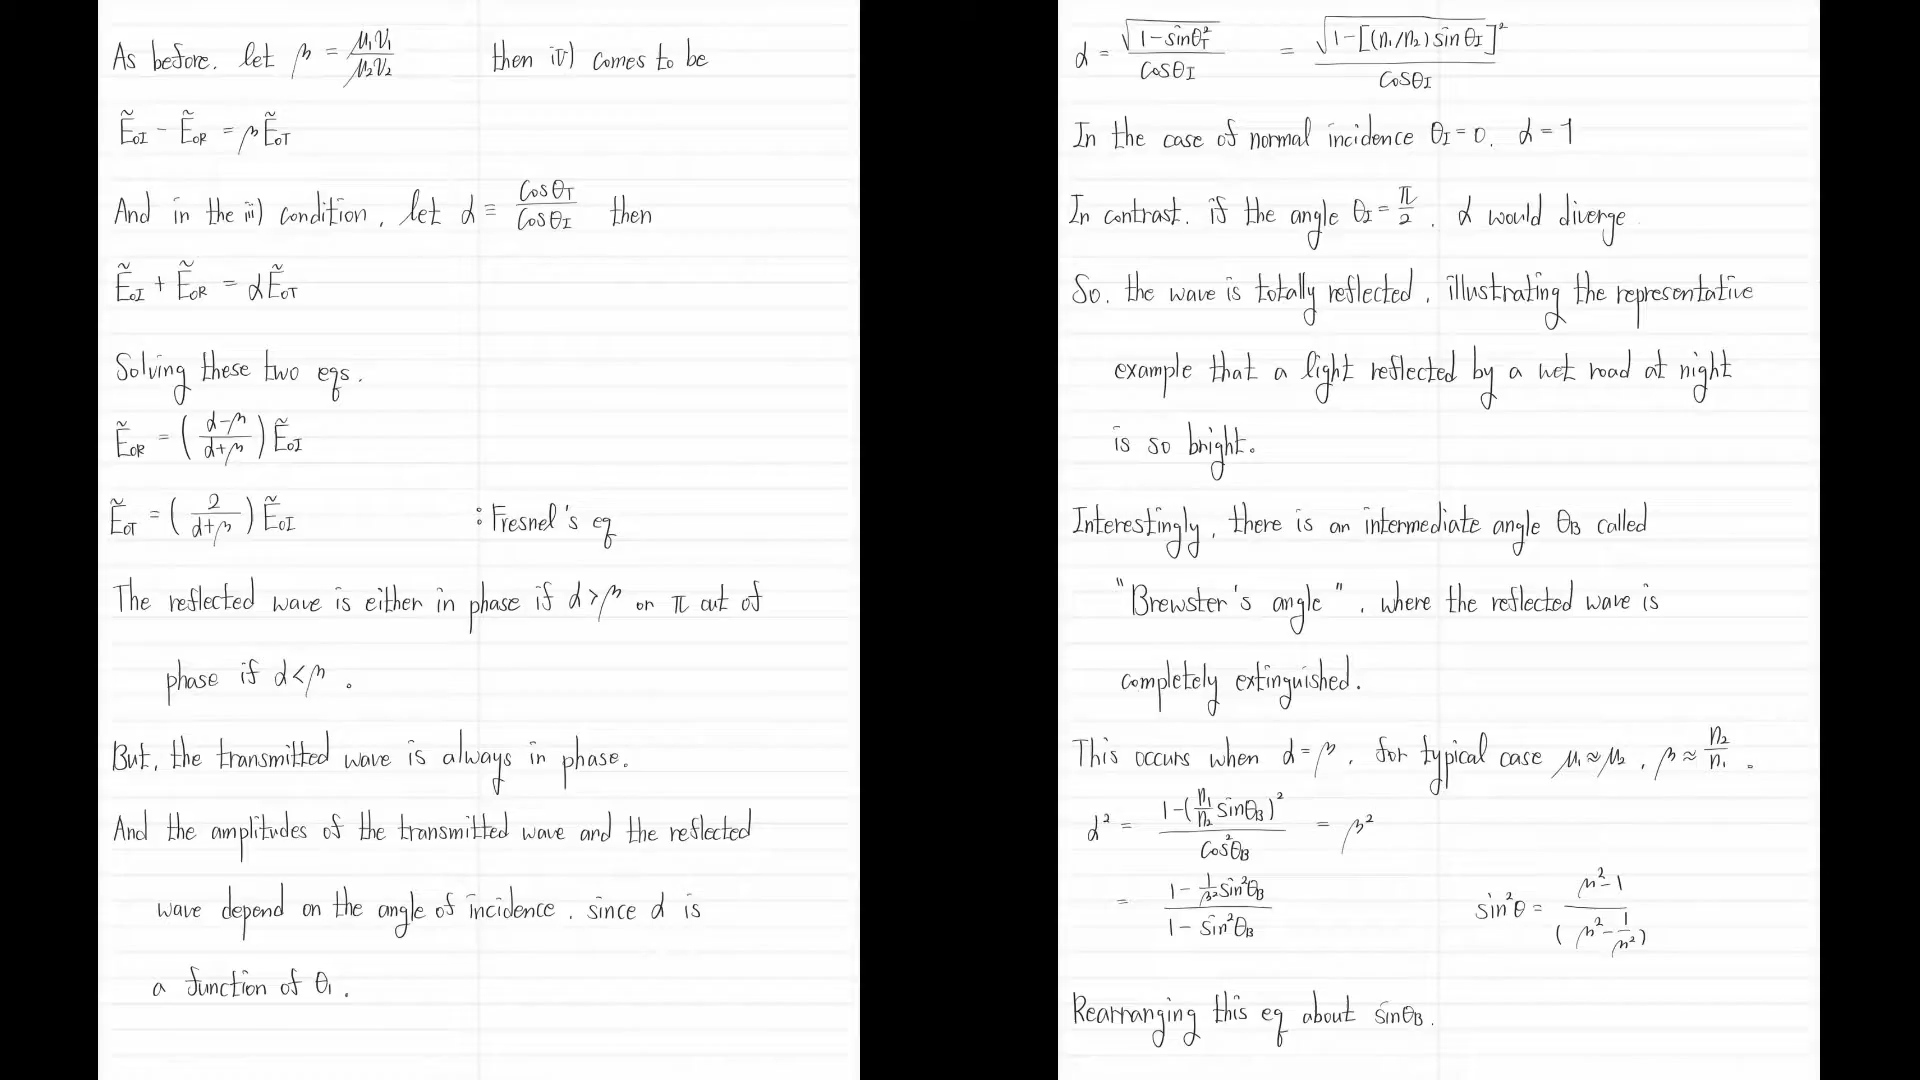 As before. let β = μ₁v₁/μ₂v₂ then iv) comes to be
Ẽ₀I − Ẽ₀R = βẼ₀T
And in the iii) condition, let α ≡ cosθT/cosθI then
Ẽ₀I + Ẽ₀R = αẼ₀T
Solving these two eqs.
Ẽ₀R = (α−β/α+β) Ẽ₀I
Ẽ₀T = (2/α+β) Ẽ₀I : Fresnel's eq
The reflected wave is either in phase if α>β or π out of
phase if α<β.
But, the transmitted wave is always in phase.
And the amplitudes of the transmitted wave and the reflected
wave depend on the angle of incidence. since α is
a function of θ₁.
α = √(1−sinθT²)/cosθI = √(1−[(n₁/n₂)sinθI]²)/cosθI
In the case of normal incidence θI=0. α=1
In contrast. if the angle θI=π/2. α would diverge.
So. the wave is totally reflected, illustrating the representative
example that a light reflected by a wet road at night
is so bright.
Interestingly, there is an intermediate angle θB called
"Brewster's angle". where the reflected wave is
completely extinguished.
This occurs when α=β. for typical case μ₁≈μ₂, β≈n₂/n₁.
α² = 1−(n₁/n₂ sinθB)²/cos²θB = β²
= 1−1/β² sin²θB/1−sin²θB sin²θ = β²−1/(β²−1/β²)
Rearranging this eq about sinθB.